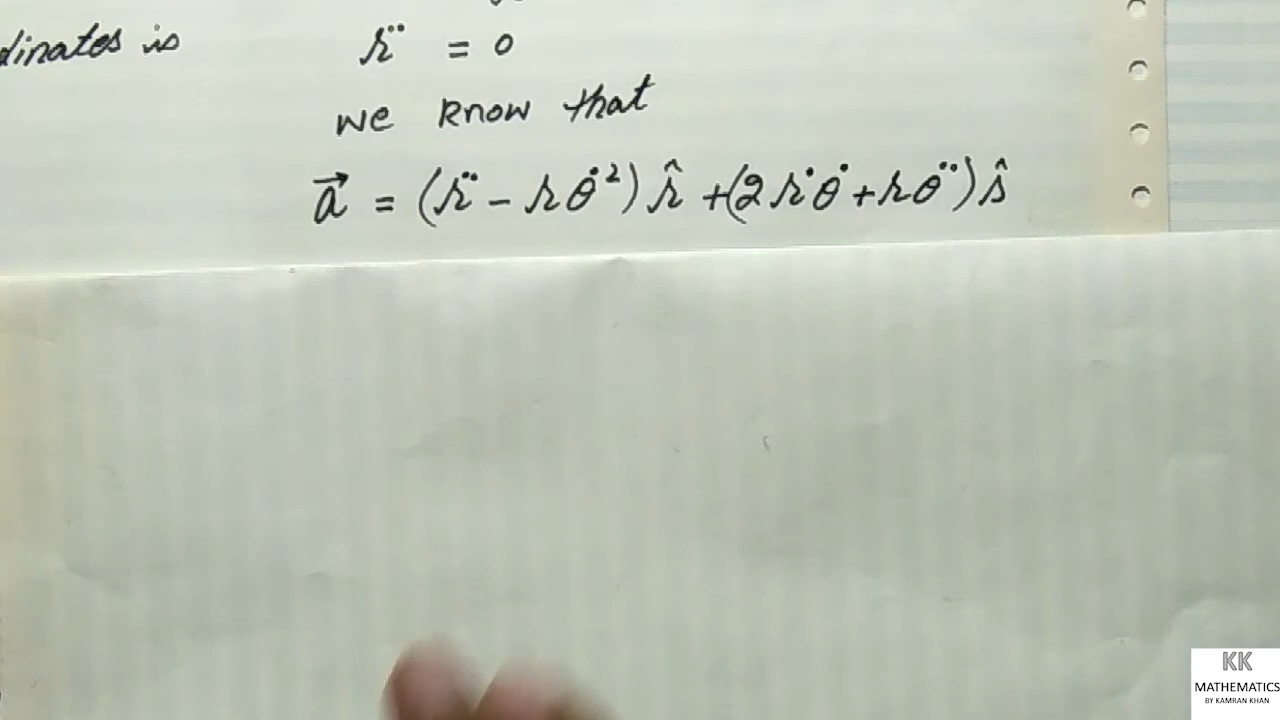 dinates is r̈ = 0
we know that
a⃗ = (r̈ - rθ̇²) r̂ + (2ṙθ̇ + rθ̈) ŝ
KK
MATHEMATICS
BY KAMRAN KHAN